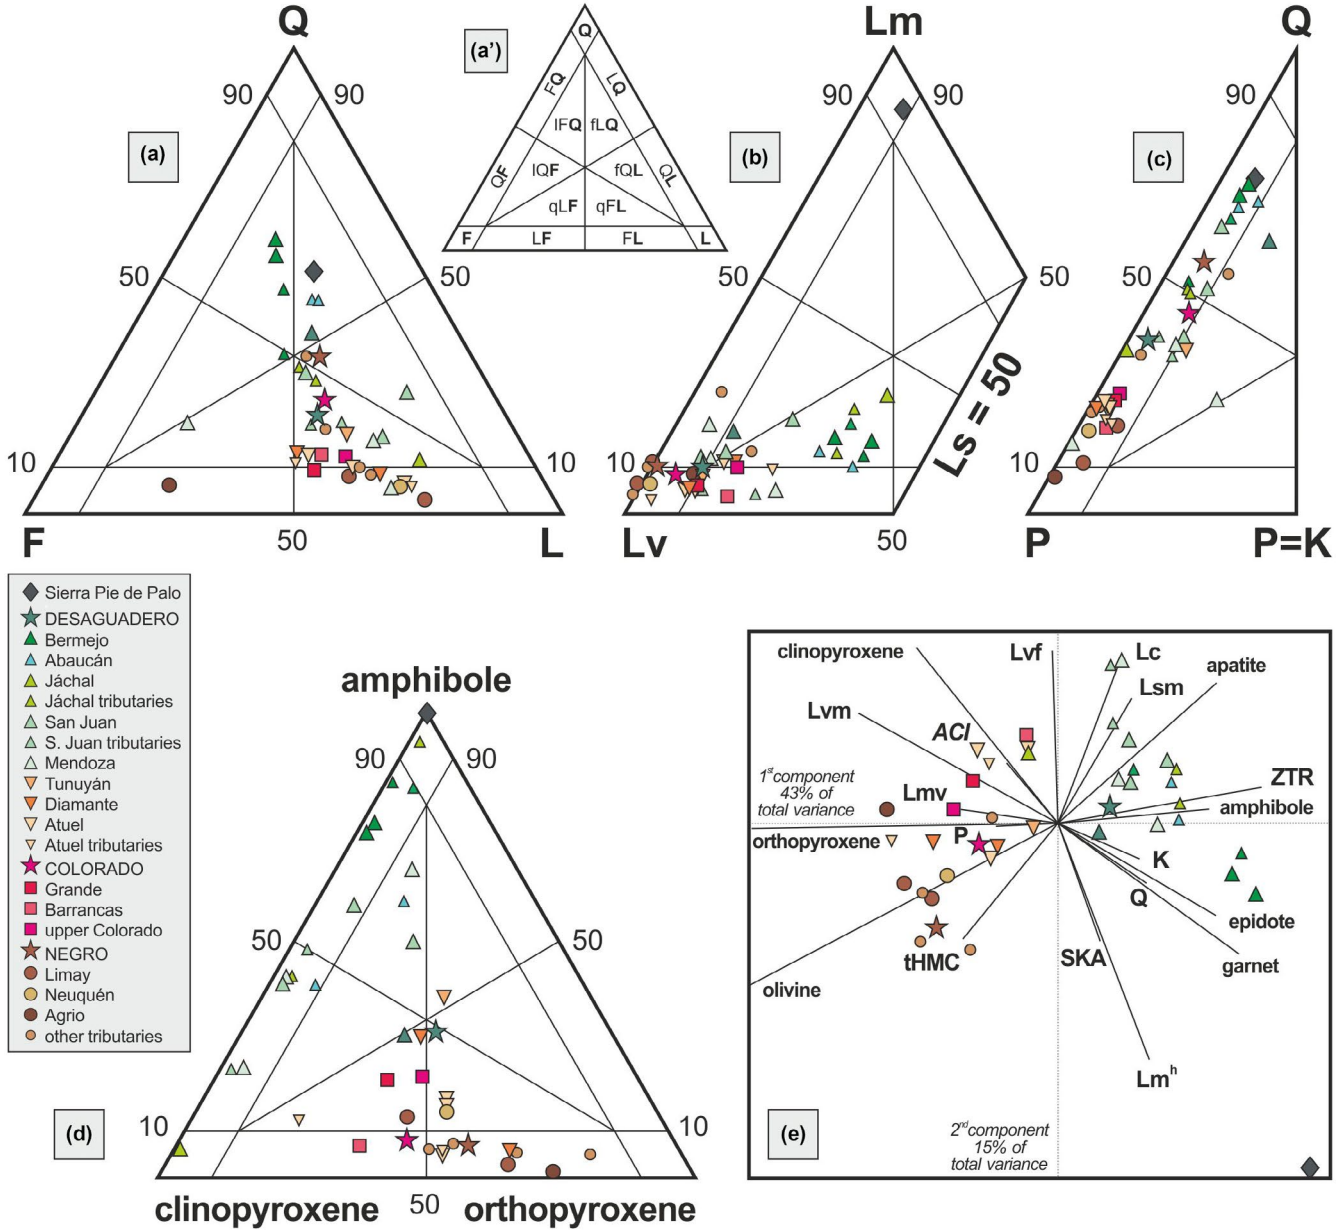 Q
90
90
(a)
50
50
10
10
F
50
L
(a')
Q
FQ
LQ
lFQ
fLQ
QF
lQF
fQL
QL
qLF
qFL
F
LF
FL
L
Lm
90
90
(b)
50
50
10
Ls = 50
Lv
50
Q
90
(c)
50
10
P
P=K
Sierra Pie de Palo
DESAGUADERO
Bermejo
Abaucán
Jáchal
Jáchal tributaries
San Juan
S. Juan tributaries
Mendoza
Tunuyán
Diamante
Atuel
Atuel tributaries
COLORADO
Grande
Barrancas
upper Colorado
NEGRO
Limay
Neuquén
Agrio
other tributaries
amphibole
90
90
50
50
(d)
10
10
clinopyroxene
50
orthopyroxene
clinopyroxene
Lvf
Lc
apatite
Lsm
Lvm
ACI
1st component
43% of
total variance
Lmv
ZTR
amphibole
orthopyroxene
P
K
Q
epidote
tHMC
SKA
garnet
olivine
Lmh
2nd component
15% of
total variance
(e)